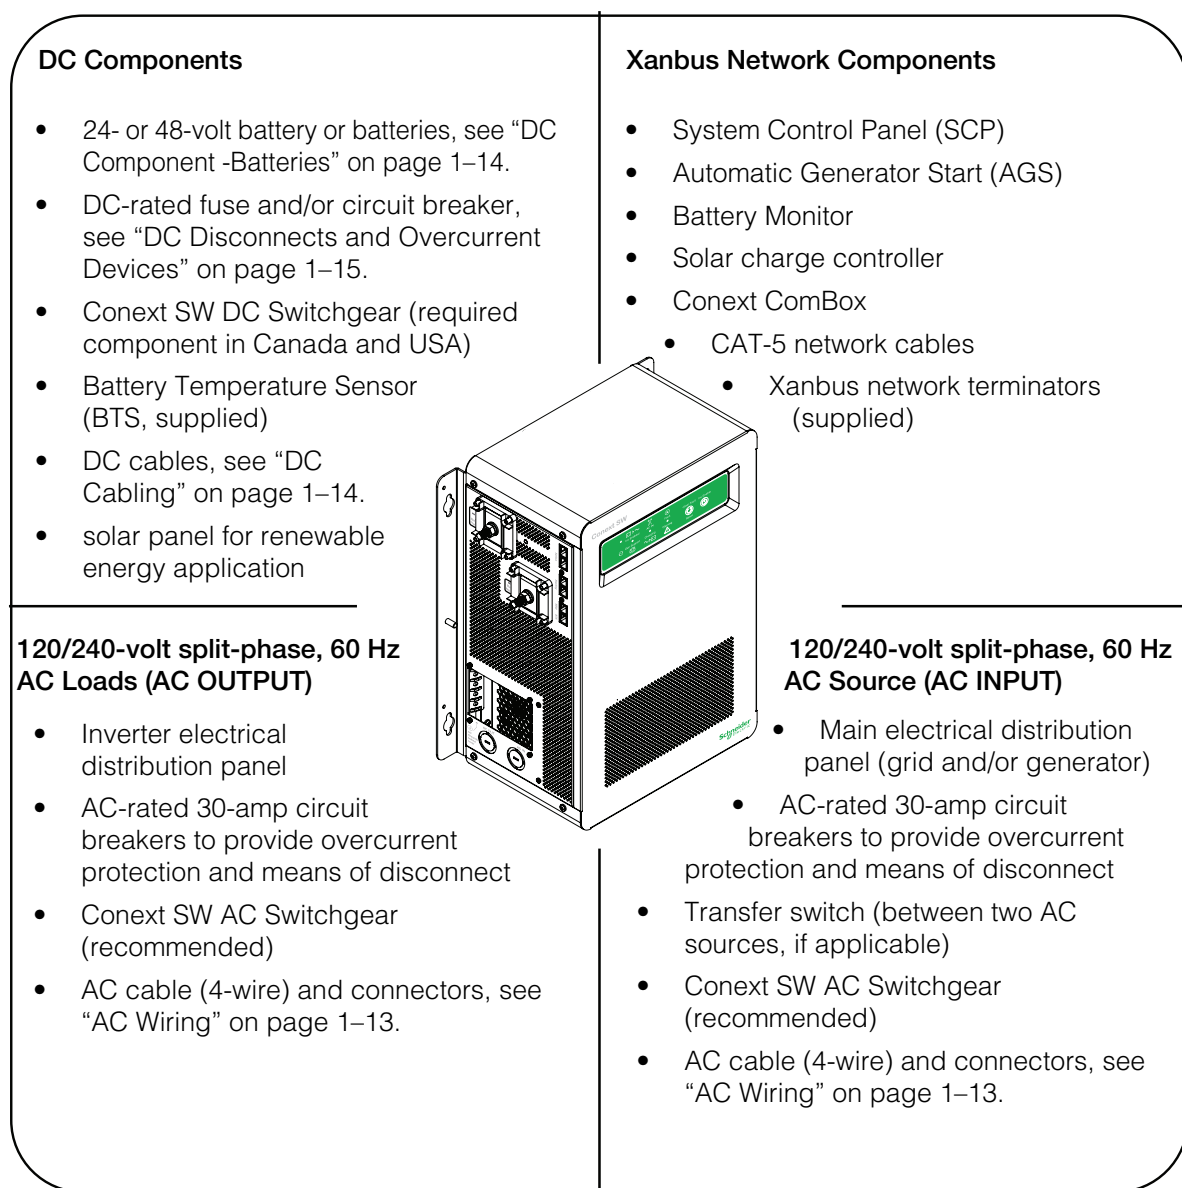 DC Components
• 24- or 48-volt battery or batteries, see “DC
Component -Batteries” on page 1–14.
• DC-rated fuse and/or circuit breaker,
see “DC Disconnects and Overcurrent
Devices” on page 1–15.
• Conext SW DC Switchgear (required
component in Canada and USA)
• Battery Temperature Sensor
(BTS, supplied)
• DC cables, see “DC
Cabling” on page 1–14.
• solar panel for renewable
energy application
Xanbus Network Components
• System Control Panel (SCP)
• Automatic Generator Start (AGS)
• Battery Monitor
• Solar charge controller
• Conext ComBox
• CAT-5 network cables
• Xanbus network terminators
(supplied)
Conext SW
Schneider
120/240-volt split-phase, 60 Hz
AC Loads (AC OUTPUT)
• Inverter electrical
distribution panel
• AC-rated 30-amp circuit
breakers to provide overcurrent
protection and means of disconnect
• Conext SW AC Switchgear
(recommended)
• AC cable (4-wire) and connectors, see
“AC Wiring” on page 1–13.
120/240-volt split-phase, 60 Hz
AC Source (AC INPUT)
• Main electrical distribution
panel (grid and/or generator)
• AC-rated 30-amp circuit
breakers to provide overcurrent
protection and means of disconnect
• Transfer switch (between two AC
sources, if applicable)
• Conext SW AC Switchgear
(recommended)
• AC cable (4-wire) and connectors, see
“AC Wiring” on page 1–13.